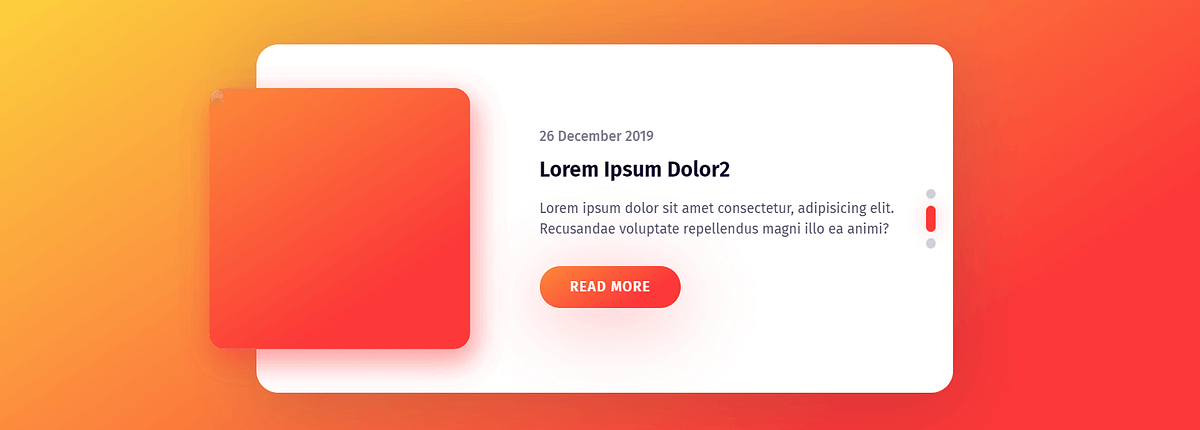 26 December 2019
Lorem Ipsum Dolor2
Lorem ipsum dolor sit amet consectetur, adipisicing elit.
Recusandae voluptate repellendus magni illo ea animi?
READ MORE